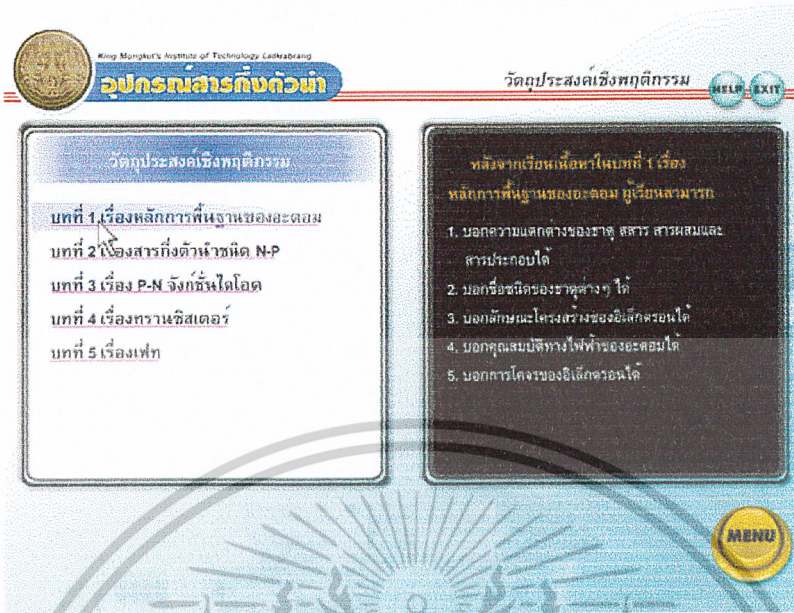 King Mongkut's Institute of Technology Ladkrabrang
อุปกรณ์สารกึ่งตัวนำ
วัตถุประสงค์เชิงพฤติกรรม
HELP
EXIT
วัตถุประสงค์เชิงพฤติกรรม
บทที่ 1 เรื่องหลักการพื้นฐานของอะตอม
บทที่ 2 เรื่องสารกึ่งตัวนำชนิด N-P
บทที่ 3 เรื่อง P-N จังก์ชั่นไดโอด
บทที่ 4 เรื่องทรานซิสเตอร์
บทที่ 5 เรื่องเฟท
หลังจากเรียนเนื้อหาในบทที่ 1 เรื่อง
หลักการพื้นฐานของอะตอม ผู้เรียนสามารถ
1. บอกความแตกต่างของธาตุ สสาร สารผสมและ
สารประกอบได้
2. บอกชื่อชนิดของธาตุต่างๆ ได้
3. บอกลักษณะโครงสร้างของอิเล็กตรอนได้
4. บอกคุณสมบัติทางไฟฟ้าของอะตอมได้
5. บอกการโคจรของอิเล็กตรอนได้
MENU